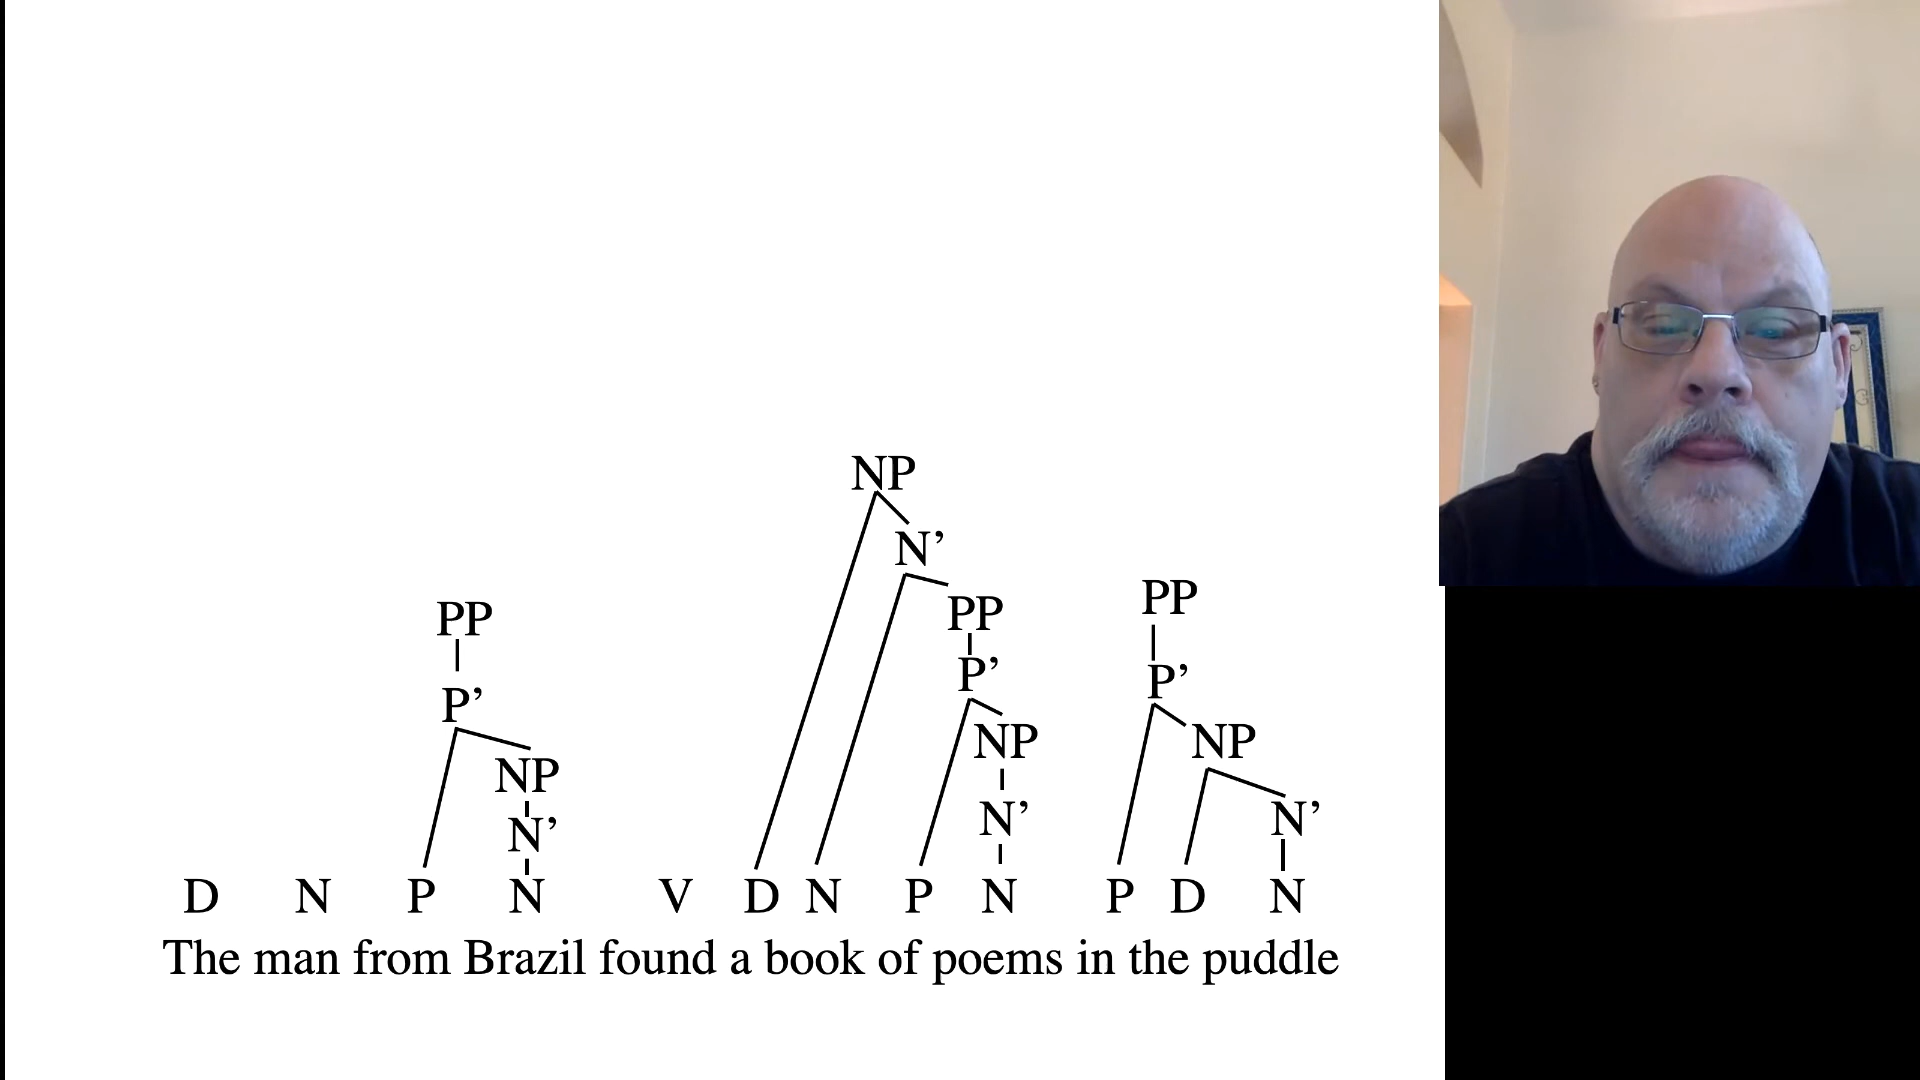 NP
N’
PP
PP
PP
P’
P’
P’
NP
NP
NP
N’
N’
N’
D N P N V D N P N P D N
The man from Brazil found a book of poems in the puddle